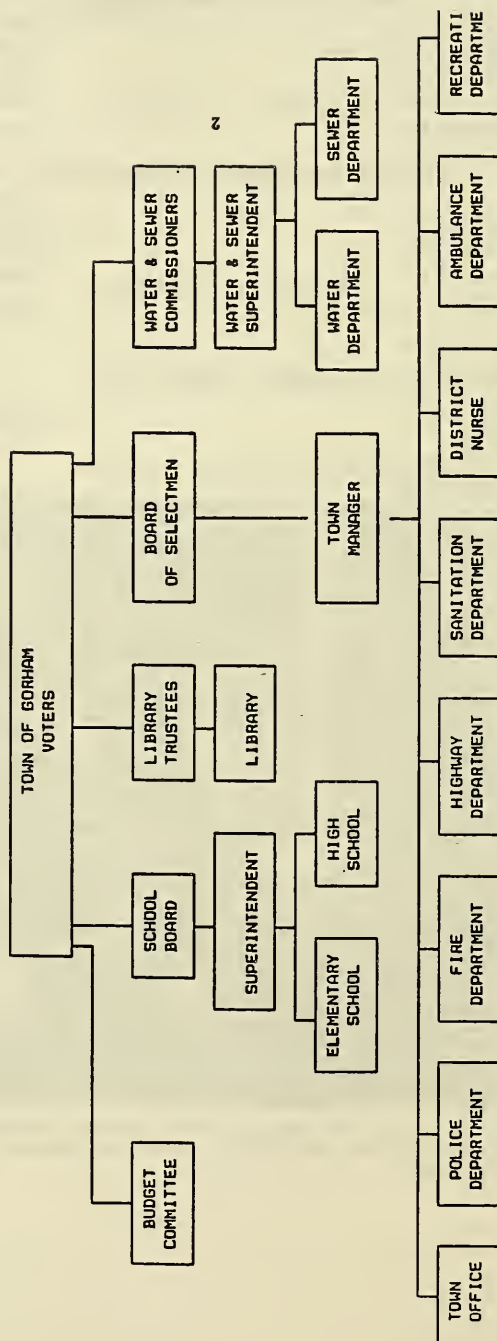 TOWN OF GORHAM
VOTERS
BUDGET
COMMITTEE
SCHOOL
BOARD
LIBRARY
TRUSTEES
BOARD
OF SELECTMEN
WATER & SEWER
COMMISSIONERS
SUPERINTENDENT
LIBRARY
WATER & SEWER
SUPERINTENDENT
2
ELEMENTARY
SCHOOL
HIGH
SCHOOL
TOWN
MANAGER
WATER
DEPARTMENT
SEWER
DEPARTMENT
TOWN
OFFICE
POLICE
DEPARTMENT
FIRE
DEPARTMENT
HIGHWAY
DEPARTMENT
SANITATION
DEPARTMENT
DISTRICT
NURSE
AMBULANCE
DEPARTMENT
RECREATI
DEPARTME